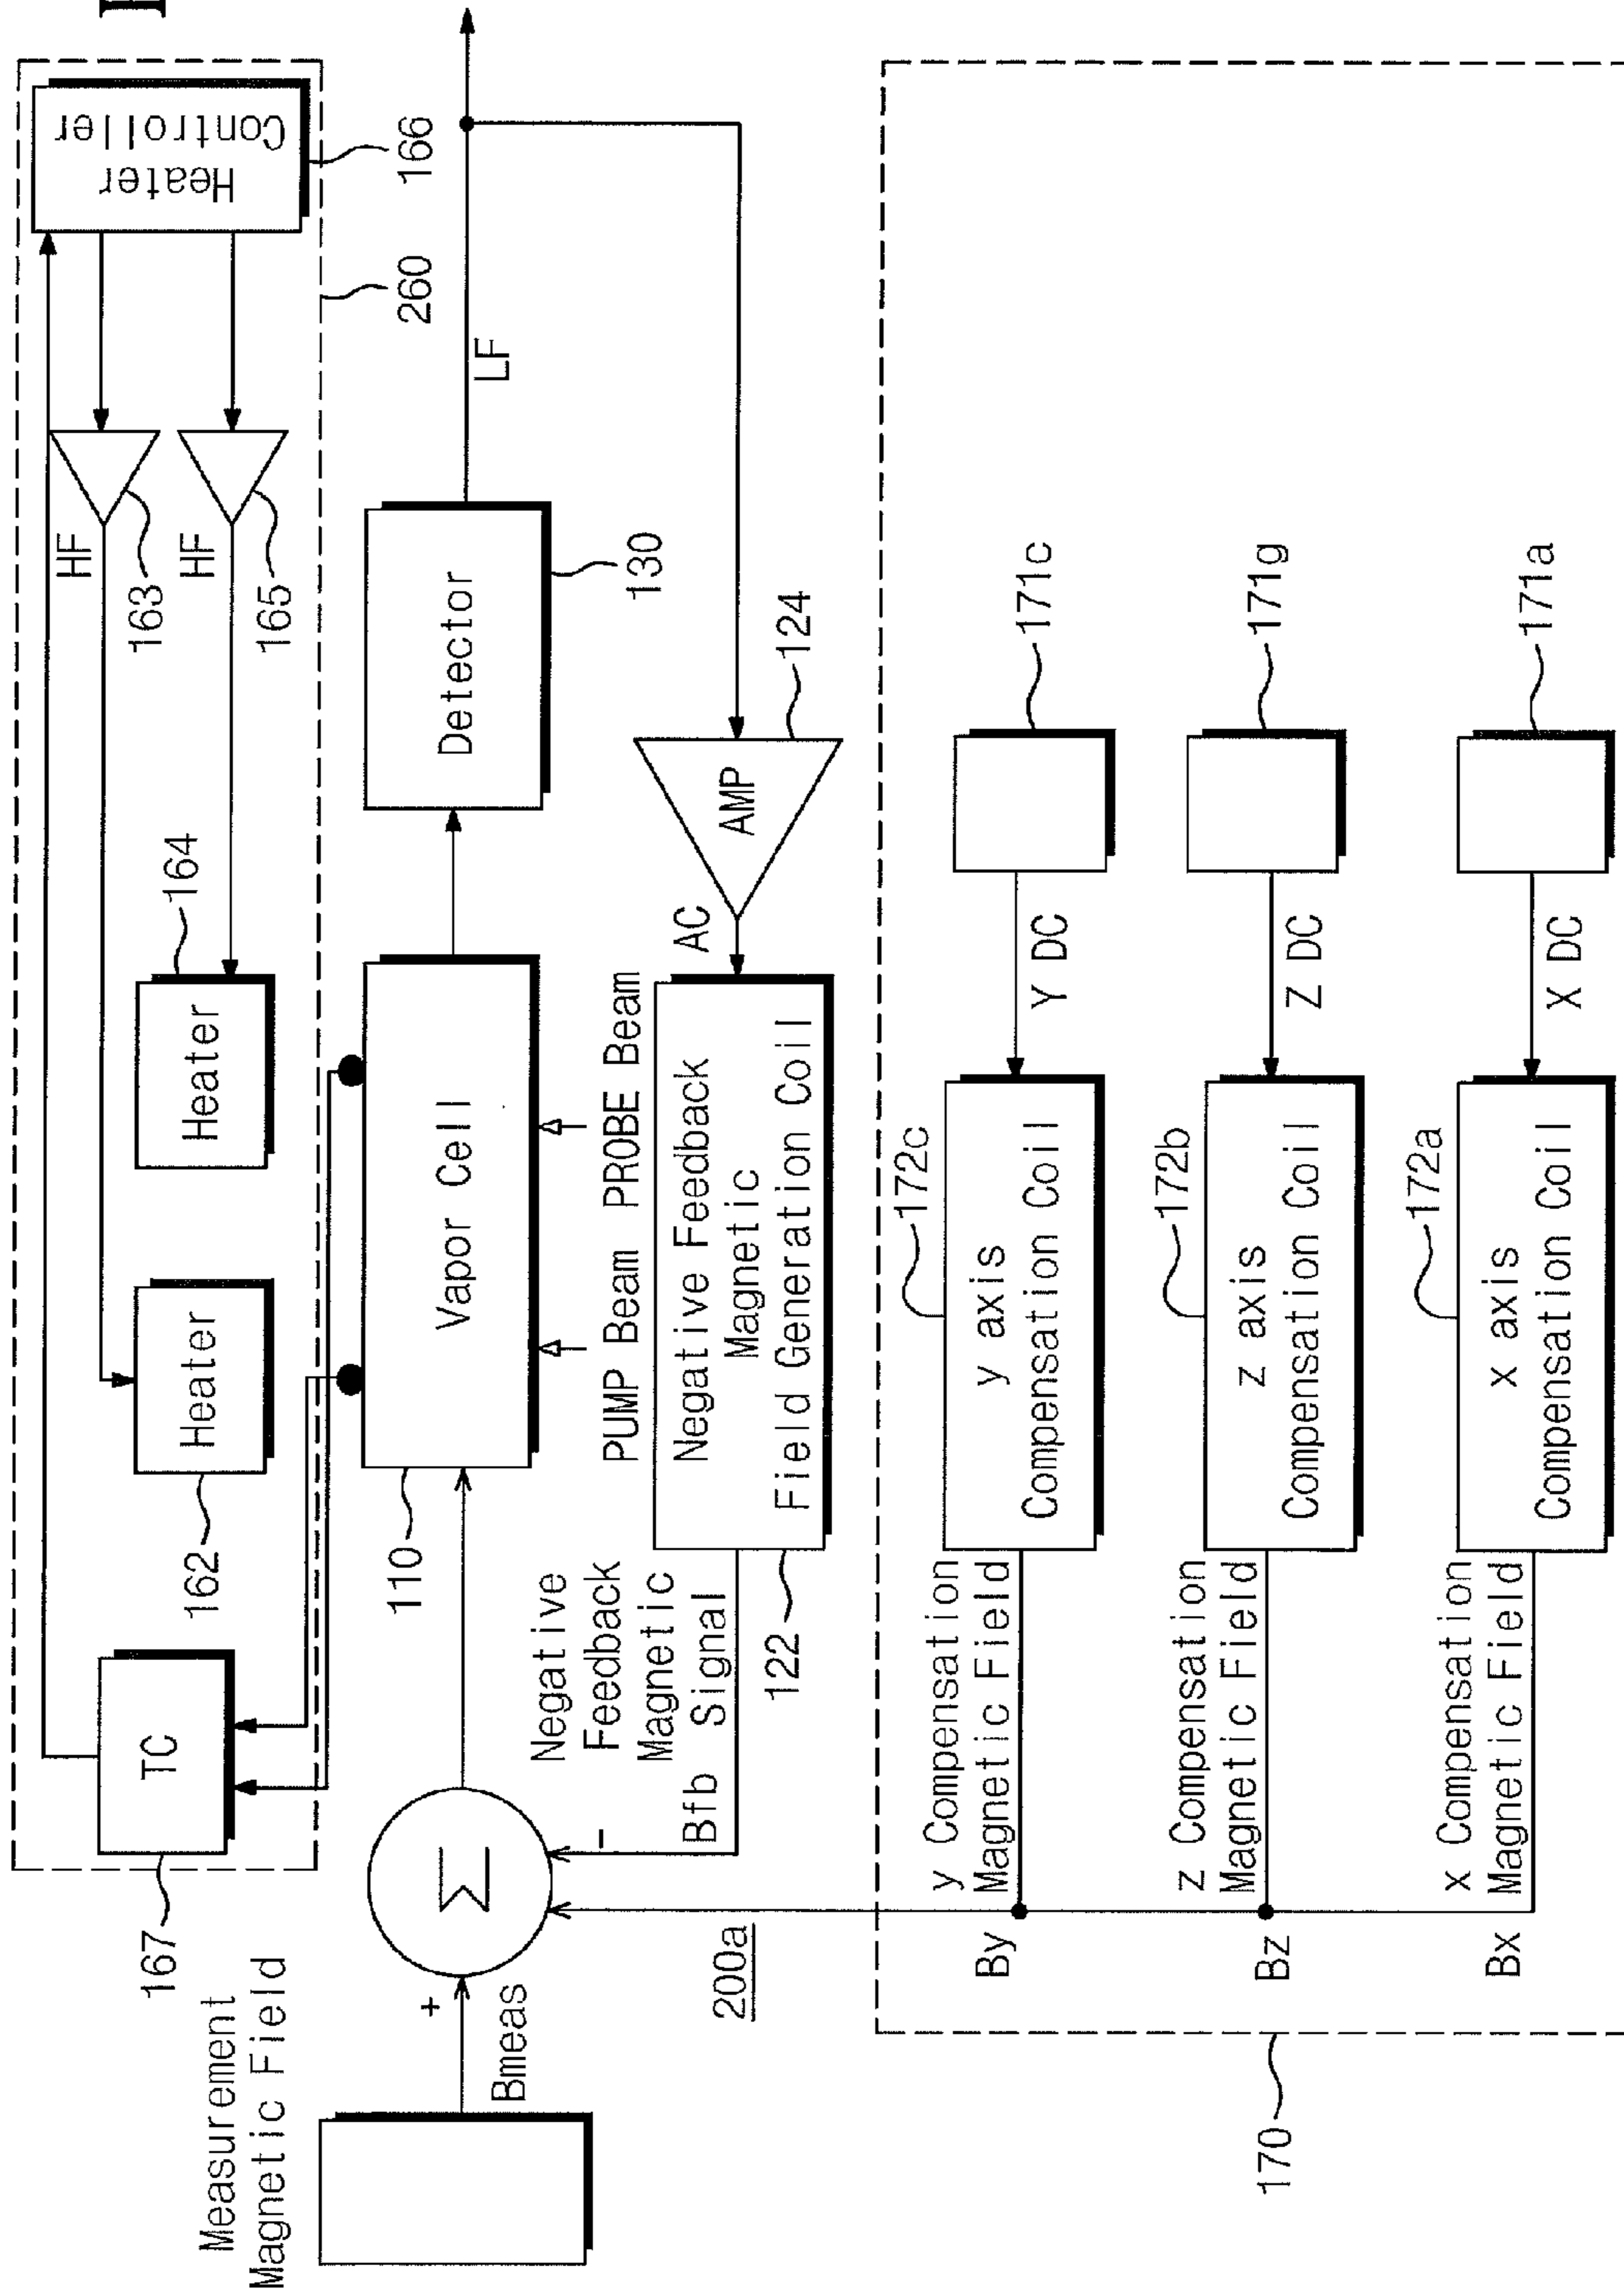 Heater
Controller
166
260
HF
HF
163
165
Heater
164
Heater
162
TC
167
Measurement
Magnetic Field
+
Bmeas
Σ
-
Vapor Cell
110
PUMP Beam
PROBE Beam
Detector
130
LF
AMP
124
AC
Negative Feedback
Magnetic
Field Generation Coil
122
Negative
Feedback
Magnetic
Bfb Signal
200a
y axis
Compensation Coil
172c
Y DC
171c
y Compensation
Magnetic Field
By
z axis
Compensation Coil
172b
Z DC
171g
z Compensation
Magnetic Field
Bz
x axis
Compensation Coil
172a
X DC
171a
x Compensation
Magnetic Field
Bx
170